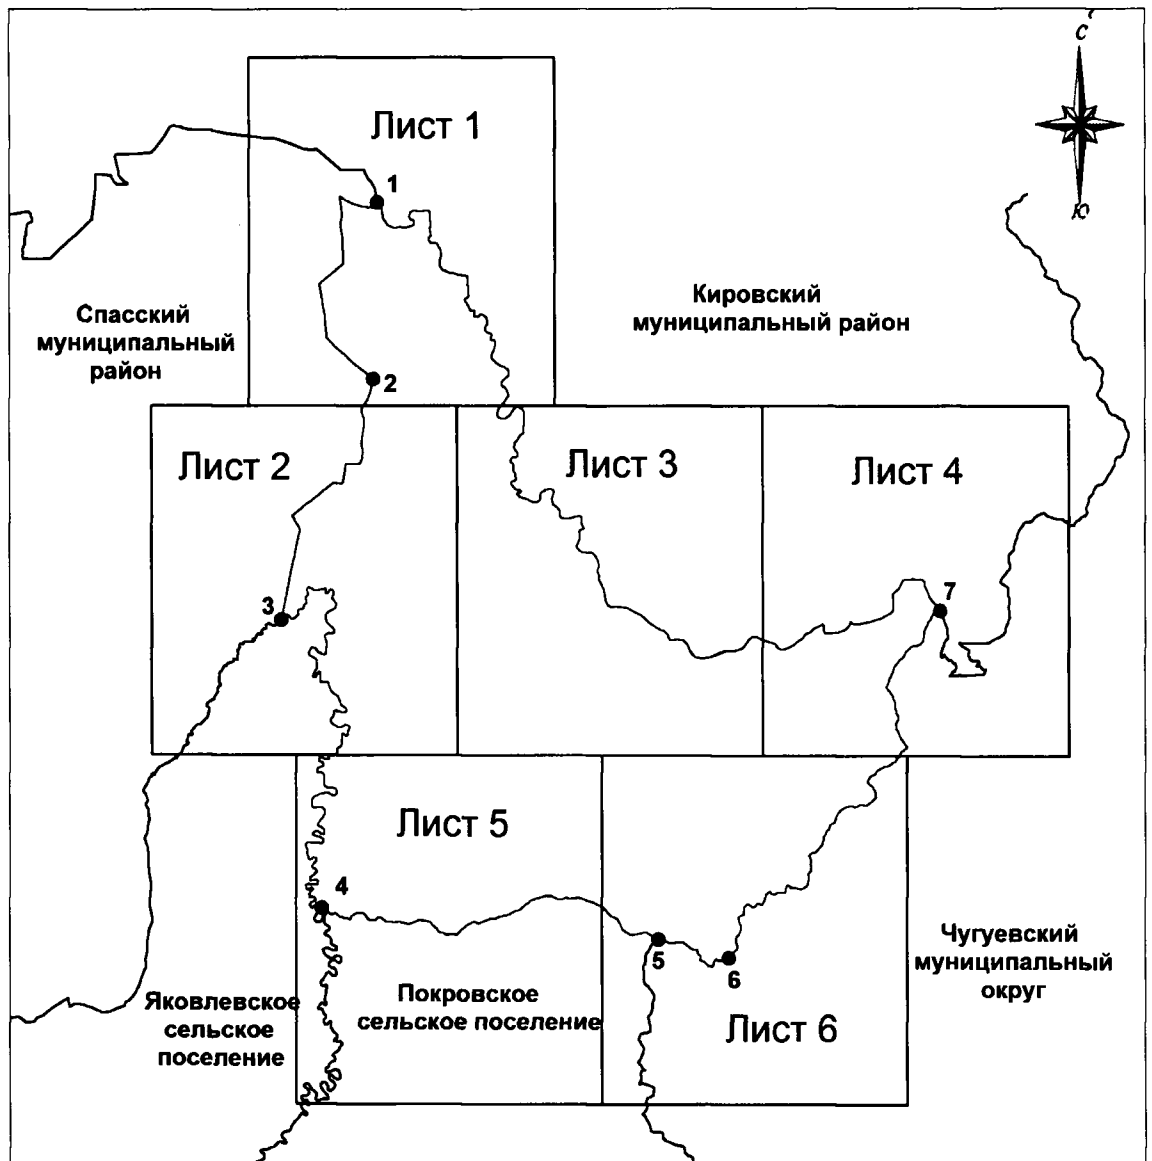 С
Лист 1
1
Ю
Кировский
муниципальный район
Спасский
муниципальный
район
2
Лист 2
Лист 3
Лист 4
3
7
Лист 5
4
5
6
Чугуевский
муниципальный
округ
Яковлевское
сельское
поселение
Покровское
сельское поселение
Лист 6